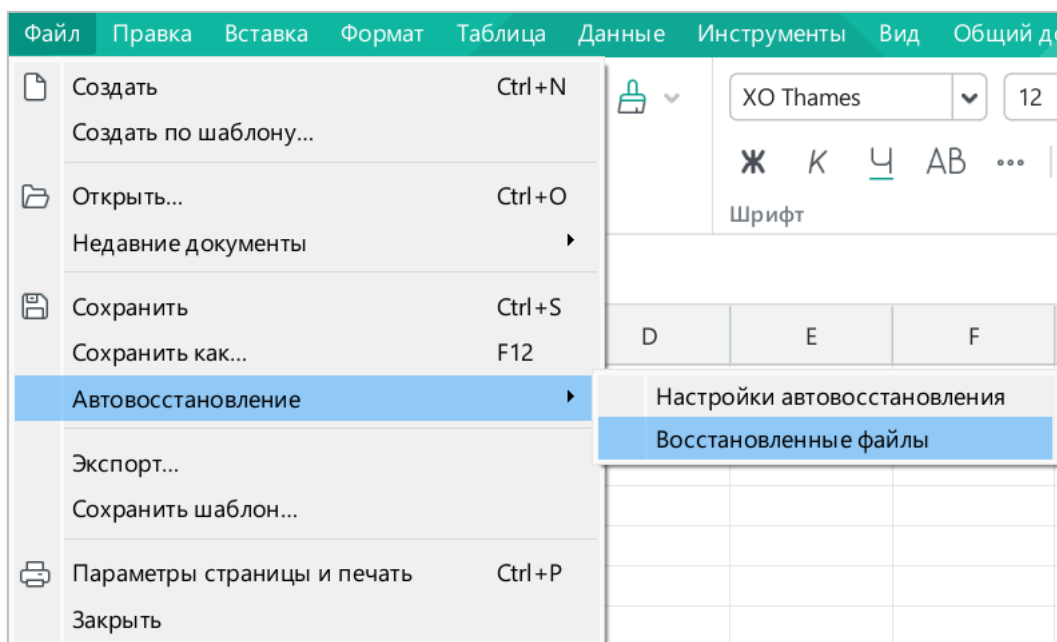 Файл Правка Вставка Формат Таблица Данные Инструменты Вид Общий
Создать Ctrl+N
Создать по шаблону...
Открыть... Ctrl+O
Недавние документы
Сохранить Ctrl+S
Сохранить как... F12
Автовосстановление
Экспорт...
Сохранить шаблон...
Параметры страницы и печать Ctrl+P
Закрыть
XO Thames 12
Ж К Ч АВ
Шрифт
D E F
Настройки автовосстановления
Восстановленные файлы